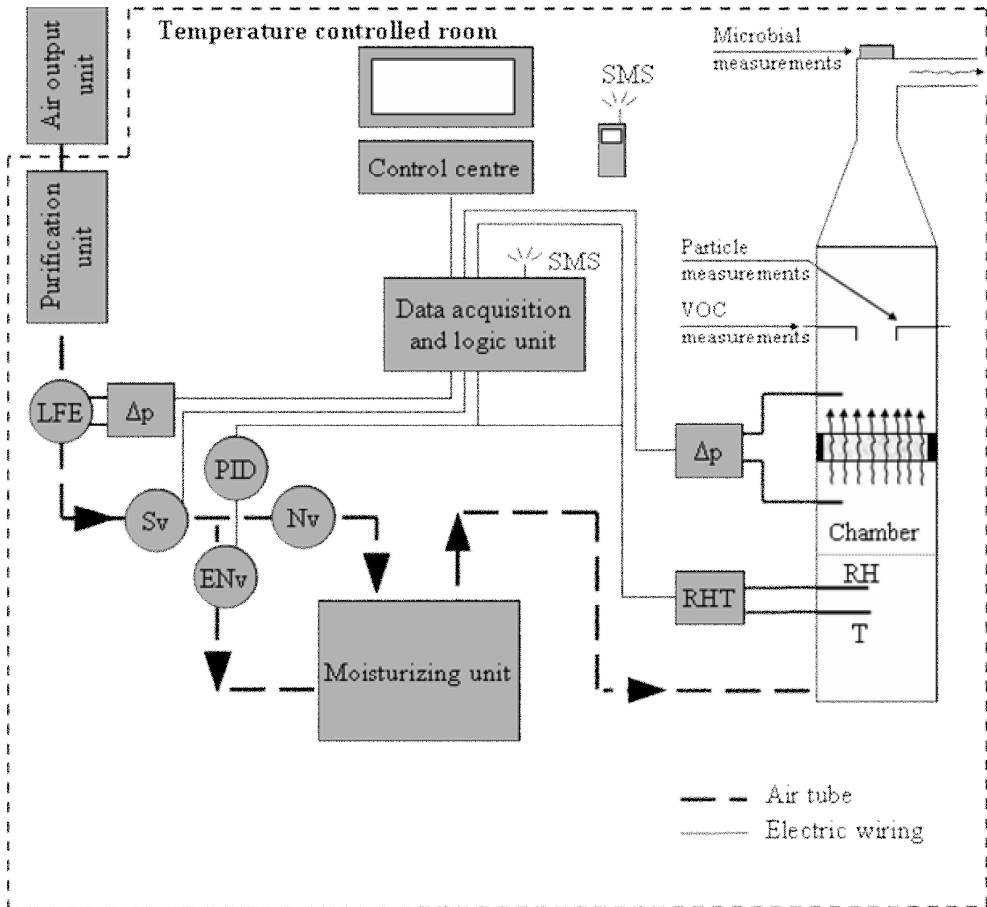 Temperature controlled room
Air output
unit
Purification
unit
Control centre
SMS
Microbial
measurements
SMS
Data acquisition
and logic unit
Particle
measurements
VOC
measurements
LFE
Δp
PID
Sv
Nv
ENv
Δp
Chamber
RHT
RH
T
Moisturizing unit
Air tube
Electric wiring